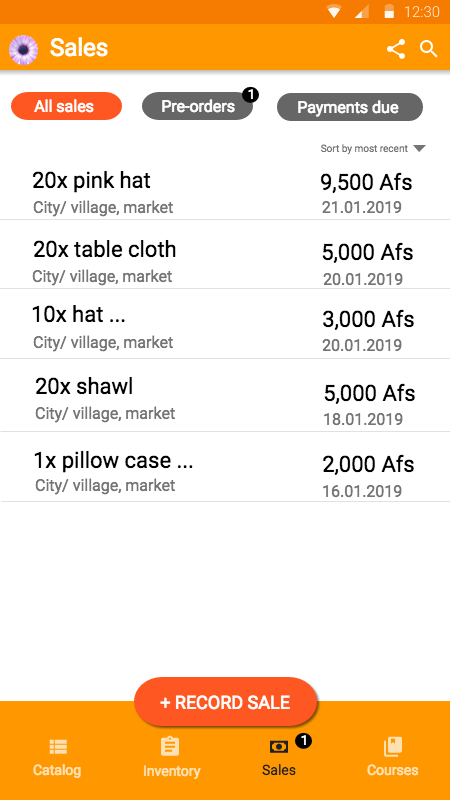 12:30
Sales
All sales
Pre-orders
1
Payments due
Sort by most recent
20x pink hat
9,500 Afs
City/ village, market
21.01.2019
20x table cloth
5,000 Afs
City/ village, market
20.01.2019
10x hat ...
3,000 Afs
City/ village, market
20.01.2019
20x shawl
5,000 Afs
City/ village, market
18.01.2019
1x pillow case ...
2,000 Afs
City/ village, market
16.01.2019
+ RECORD SALE
1
Catalog
Inventory
Sales
Courses